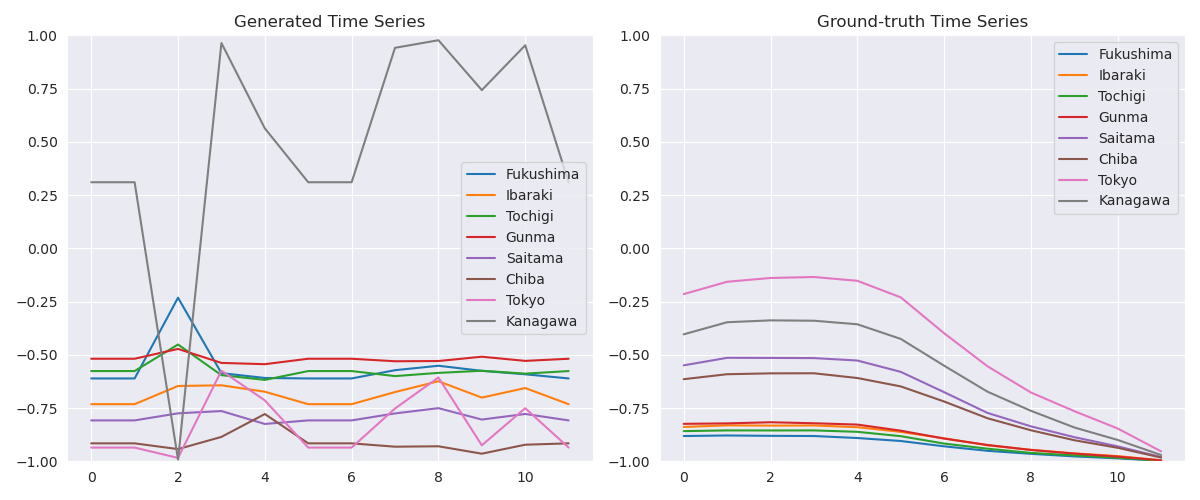 Generated Time Series
1.00
0.75
0.50
0.25
0.00
−0.25
−0.50
−0.75
−1.00
0 2 4 6 8 10
Fukushima
Ibaraki
Tochigi
Gunma
Saitama
Chiba
Tokyo
Kanagawa
Ground-truth Time Series
1.00
0.75
0.50
0.25
0.00
−0.25
−0.50
−0.75
−1.00
0 2 4 6 8 10
Fukushima
Ibaraki
Tochigi
Gunma
Saitama
Chiba
Tokyo
Kanagawa